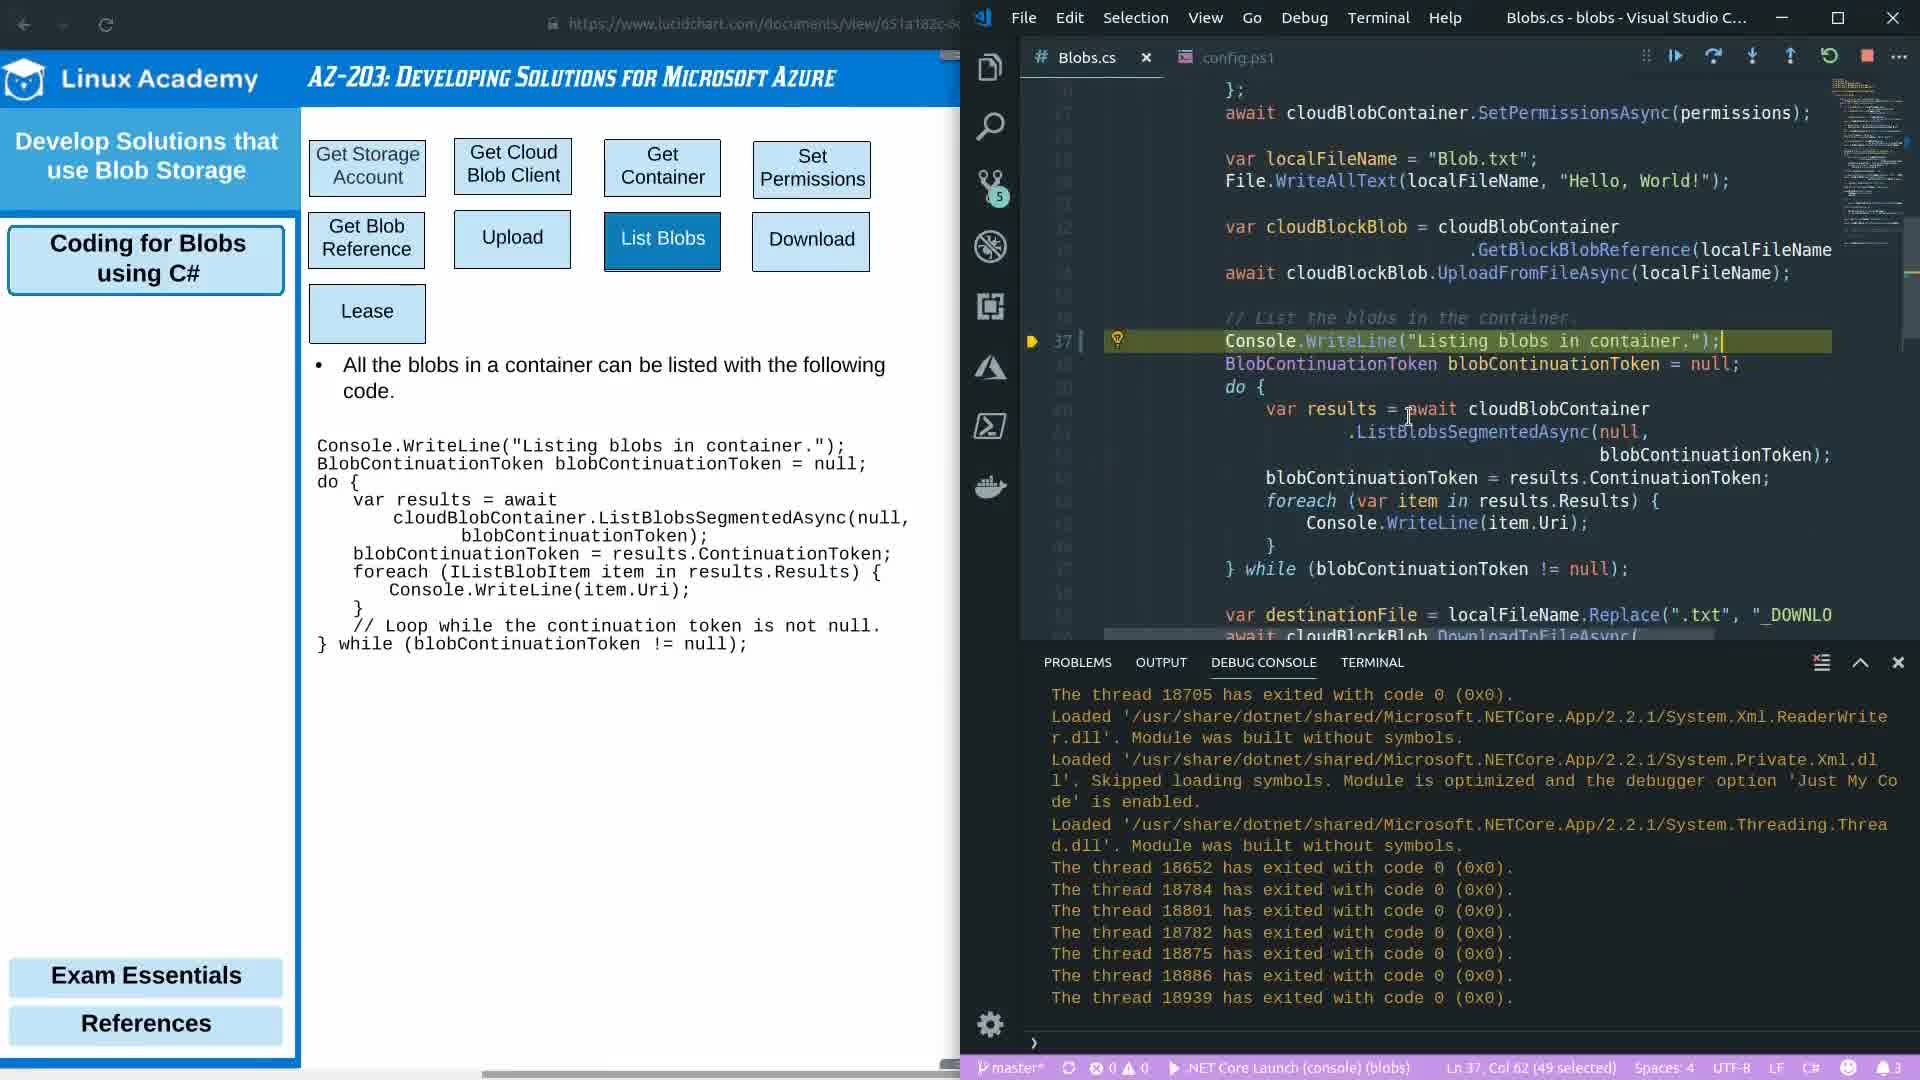 https://www.lucidchart.com/documents/view/651a182c-
Linux Academy
AZ-203: Developing Solutions for Microsoft Azure
Develop Solutions that
use Blob Storage
Coding for Blobs
using C#
Exam Essentials
References
Get Storage
Account
Get Cloud
Blob Client
Get
Container
Set
Permissions
Get Blob
Reference
Upload
List Blobs
Download
Lease
• All the blobs in a container can be listed with the following
code.
Console.WriteLine("Listing blobs in container.");
BlobContinuationToken blobContinuationToken = null;
do {
var results = await
cloudBlobContainer.ListBlobsSegmentedAsync(null,
blobContinuationToken);
blobContinuationToken = results.ContinuationToken;
foreach (IListBlobItem item in results.Results) {
Console.WriteLine(item.Uri);
}
// Loop while the continuation token is not null.
} while (blobContinuationToken != null);
File Edit Selection View Go Debug Terminal Help Blobs.cs - blobs - Visual Studio C...
# Blobs.cs config.ps1
};
await cloudBlobContainer.SetPermissionsAsync(permissions);
var localFileName = "Blob.txt";
File.WriteAllText(localFileName, "Hello, World!");
var cloudBlockBlob = cloudBlobContainer
.GetBlockBlobReference(localFileName
await cloudBlockBlob.UploadFromFileAsync(localFileName);
// List the blobs in the container.
37 Console.WriteLine("Listing blobs in container.");
BlobContinuationToken blobContinuationToken = null;
do {
var results = await cloudBlobContainer
.ListBlobsSegmentedAsync(null,
blobContinuationToken);
blobContinuationToken = results.ContinuationToken;
foreach (var item in results.Results) {
Console.WriteLine(item.Uri);
}
} while (blobContinuationToken != null);
var destinationFile = localFileName.Replace(".txt", "_DOWNLO
await cloudBlockBlob.DownloadToFileAsync(
5
PROBLEMS OUTPUT DEBUG CONSOLE TERMINAL
The thread 18705 has exited with code 0 (0x0).
Loaded '/usr/share/dotnet/shared/Microsoft.NETCore.App/2.2.1/System.Xml.ReaderWrite
r.dll'. Module was built without symbols.
Loaded '/usr/share/dotnet/shared/Microsoft.NETCore.App/2.2.1/System.Private.Xml.dl
l'. Skipped loading symbols. Module is optimized and the debugger option 'Just My Co
de' is enabled.
Loaded '/usr/share/dotnet/shared/Microsoft.NETCore.App/2.2.1/System.Threading.Threa
d.dll'. Module was built without symbols.
The thread 18652 has exited with code 0 (0x0).
The thread 18784 has exited with code 0 (0x0).
The thread 18801 has exited with code 0 (0x0).
The thread 18782 has exited with code 0 (0x0).
The thread 18875 has exited with code 0 (0x0).
The thread 18886 has exited with code 0 (0x0).
The thread 18939 has exited with code 0 (0x0).
master* 0 0 .NET Core Launch (console) (blobs) Ln 37, Col 62 (49 selected) Spaces: 4 UTF-8 LF C# 3